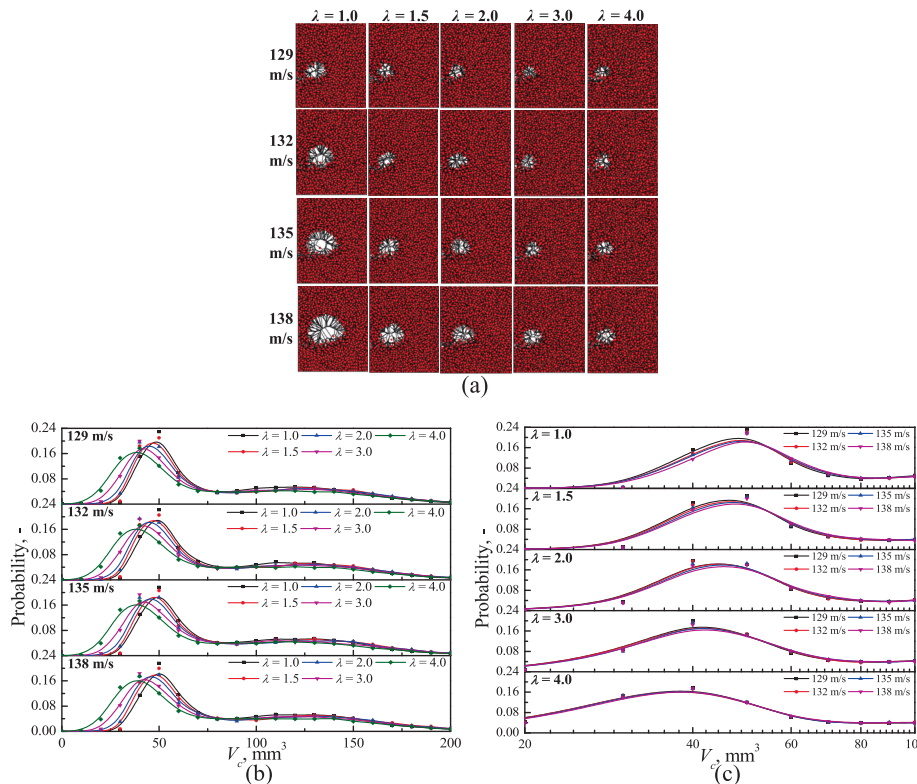 λ = 1.0 λ = 1.5 λ = 2.0 λ = 3.0 λ = 4.0
129
m/s
132
m/s
135
m/s
138
m/s
(a)
129 m/s
λ = 1.0 λ = 2.0 λ = 4.0
λ = 1.5 λ = 3.0
0.16
0.08
0.24
132 m/s
λ = 1.0 λ = 2.0 λ = 4.0
λ = 1.5 λ = 3.0
0.16
0.08
0.24
135 m/s
λ = 1.0 λ = 2.0 λ = 4.0
λ = 1.5 λ = 3.0
0.16
0.08
0.24
138 m/s
λ = 1.0 λ = 2.0 λ = 4.0
λ = 1.5 λ = 3.0
0.16
0.08
0.00
0 50 100 150 200
Probability, -
V_c, mm³
(b)
0.24
λ = 1.0
129 m/s 135 m/s
132 m/s 138 m/s
0.16
0.08
0.24
λ = 1.5
129 m/s 135 m/s
132 m/s 138 m/s
0.16
0.08
0.24
λ = 2.0
129 m/s 135 m/s
132 m/s 138 m/s
0.16
0.08
0.24
λ = 3.0
129 m/s 135 m/s
132 m/s 138 m/s
0.16
0.08
0.24
λ = 4.0
129 m/s 135 m/s
132 m/s 138 m/s
0.16
0.08
0.00
20 40 60 80 10
Probability, -
V_c, mm³
(c)